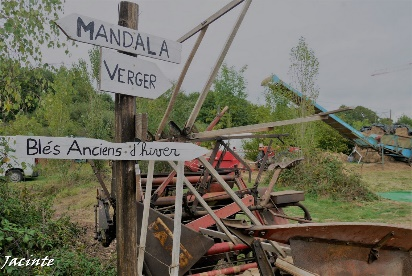 MANDALA
VERGER
Blés Anciens d'hiver
Jacinte